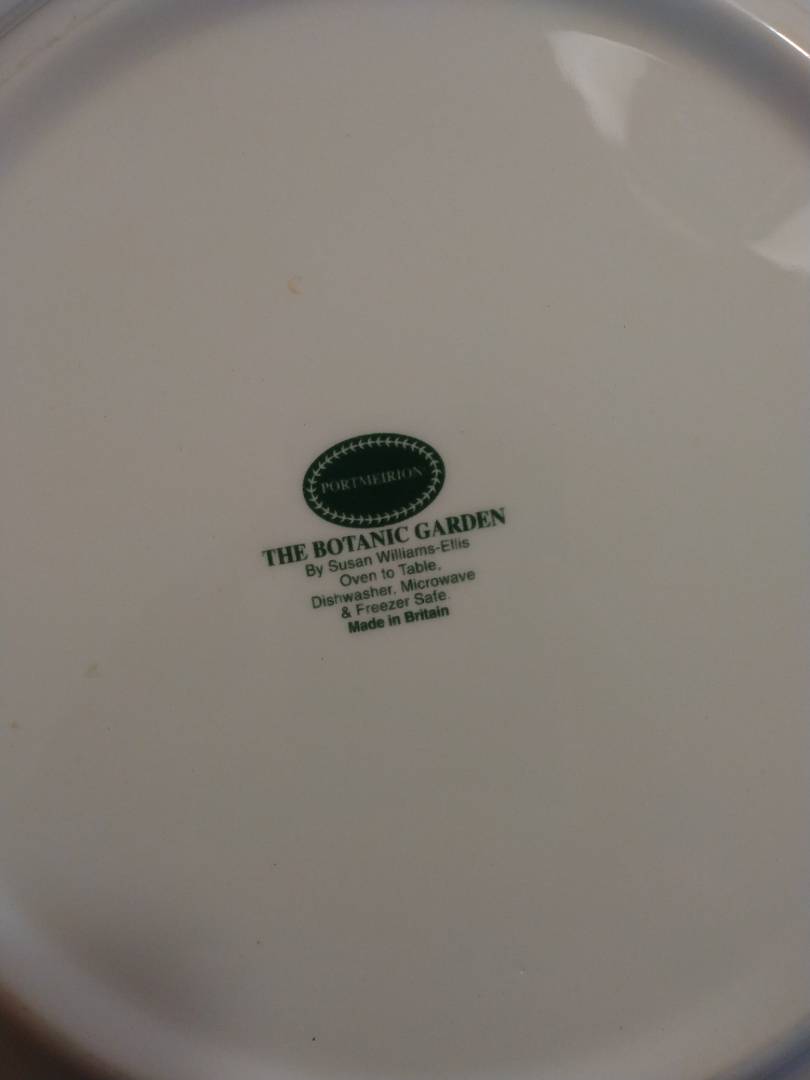 PORTMEIRION
THE BOTANIC GARDEN
By Susan Williams-Ellis
Oven to Table,
Dishwasher, Microwave
& Freezer Safe.
Made in Britain